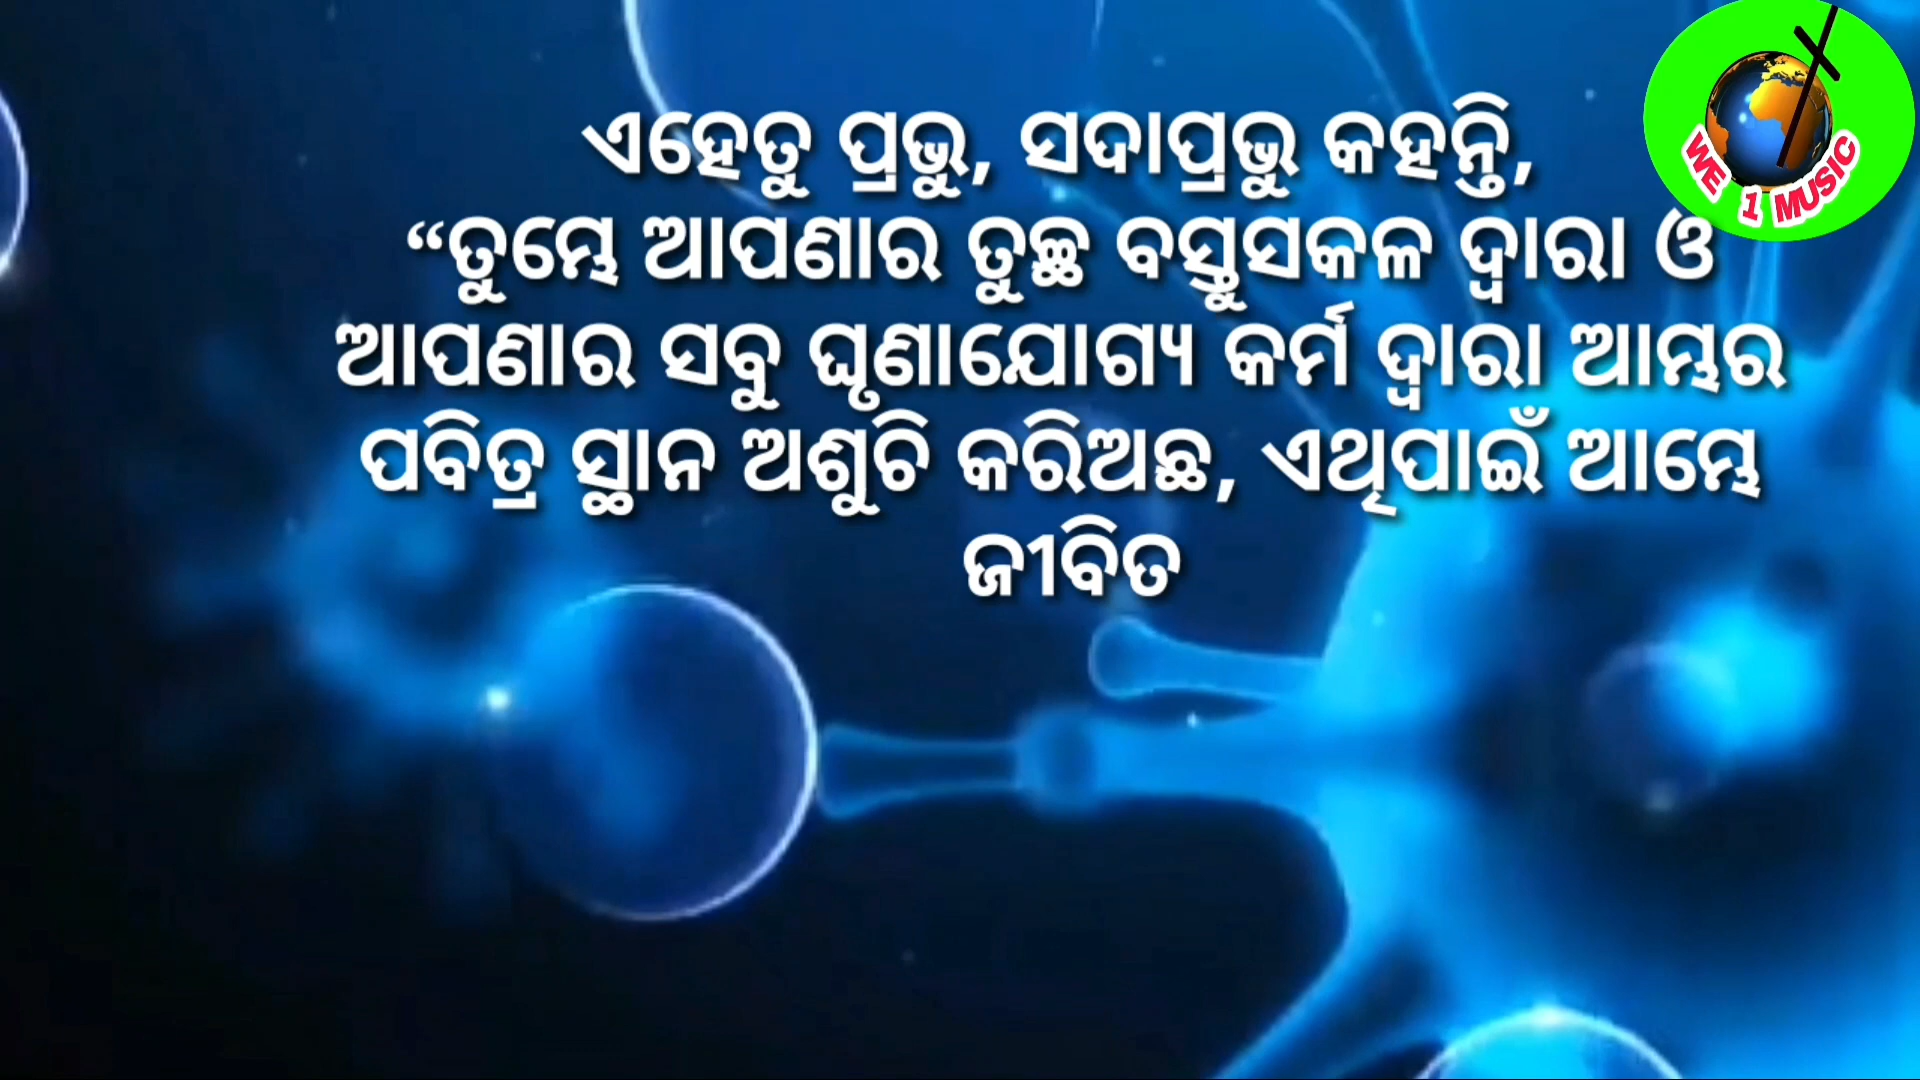 ଏହେତୁ ପ୍ରଭୁ, ସଦାପ୍ରଭୁ କହନ୍ତି,
“ତୁମ୍ଭେ ଆପଣାର ତୁଚ୍ଛ ବସ୍ତୁସକଳ ଦ୍ୱାରା ଓ
ଆପଣାର ସବୁ ଘୃଣାଯୋଗ୍ୟ କର୍ମ ଦ୍ୱାରା ଆମ୍ଭର
ପବିତ୍ର ସ୍ଥାନ ଅଶୁଚି କରିଅଛ, ଏଥିପାଇଁ ଆମ୍ଭେ
ଜୀବିତ
WE 1 MUSIC